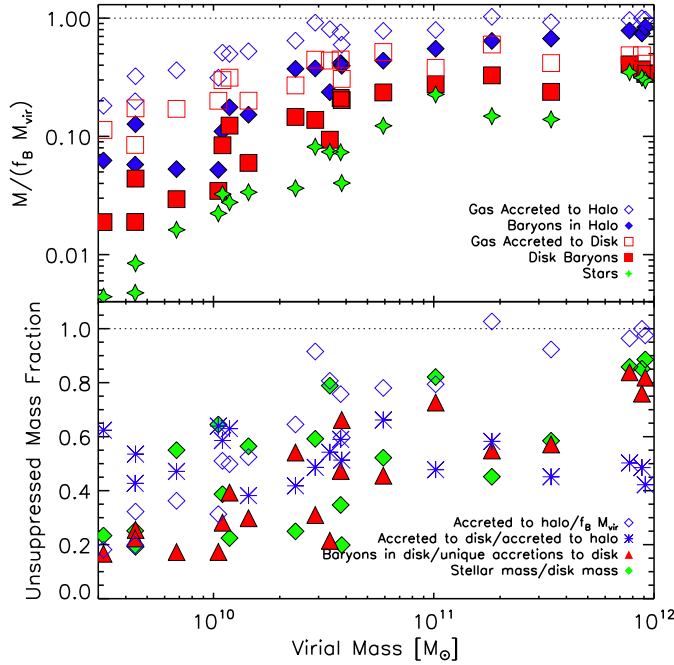 1.00
0.10
0.01
M/(f_B M_vir)
Gas Accreted to Halo
Baryons in Halo
Gas Accreted to Disk
Disk Baryons
Stars
1.0
0.8
0.6
0.4
0.2
0.0
Unsuppressed Mass Fraction
Accreted to halo/f_B M_vir
Accreted to disk/accreted to halo
Baryons in disk/unique accretions to disk
Stellar mass/disk mass
10^10
10^11
10^12
Virial Mass [M_⊙]